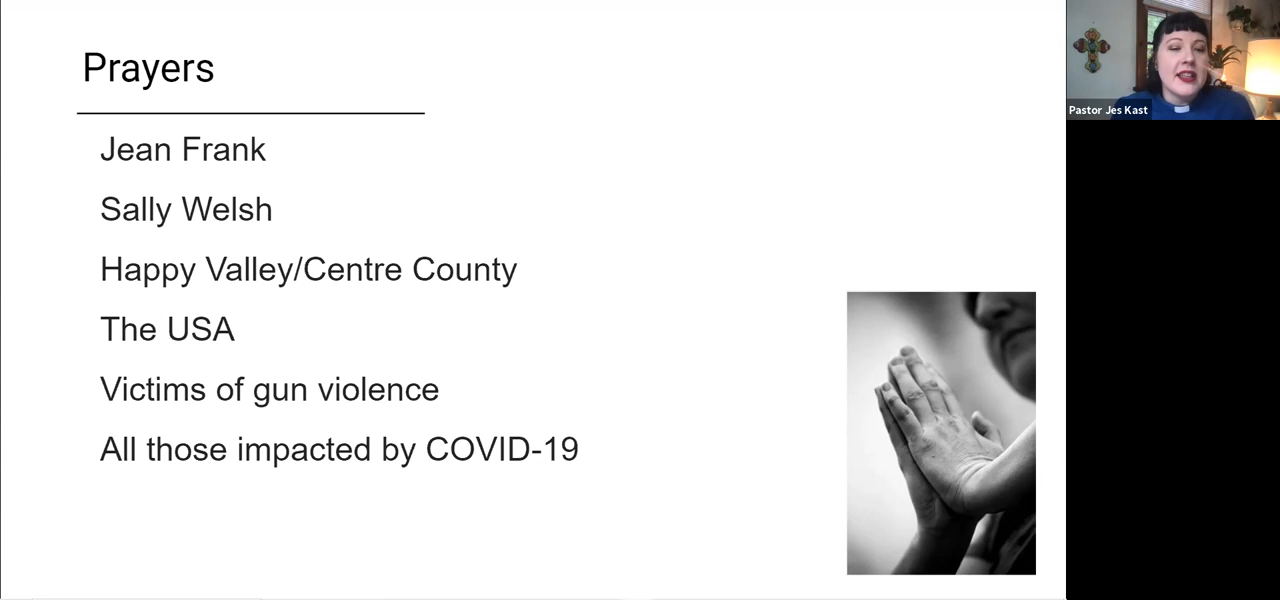 Prayers
Jean Frank
Sally Welsh
Happy Valley/Centre County
The USA
Victims of gun violence
All those impacted by COVID-19
Pastor Jes Kast